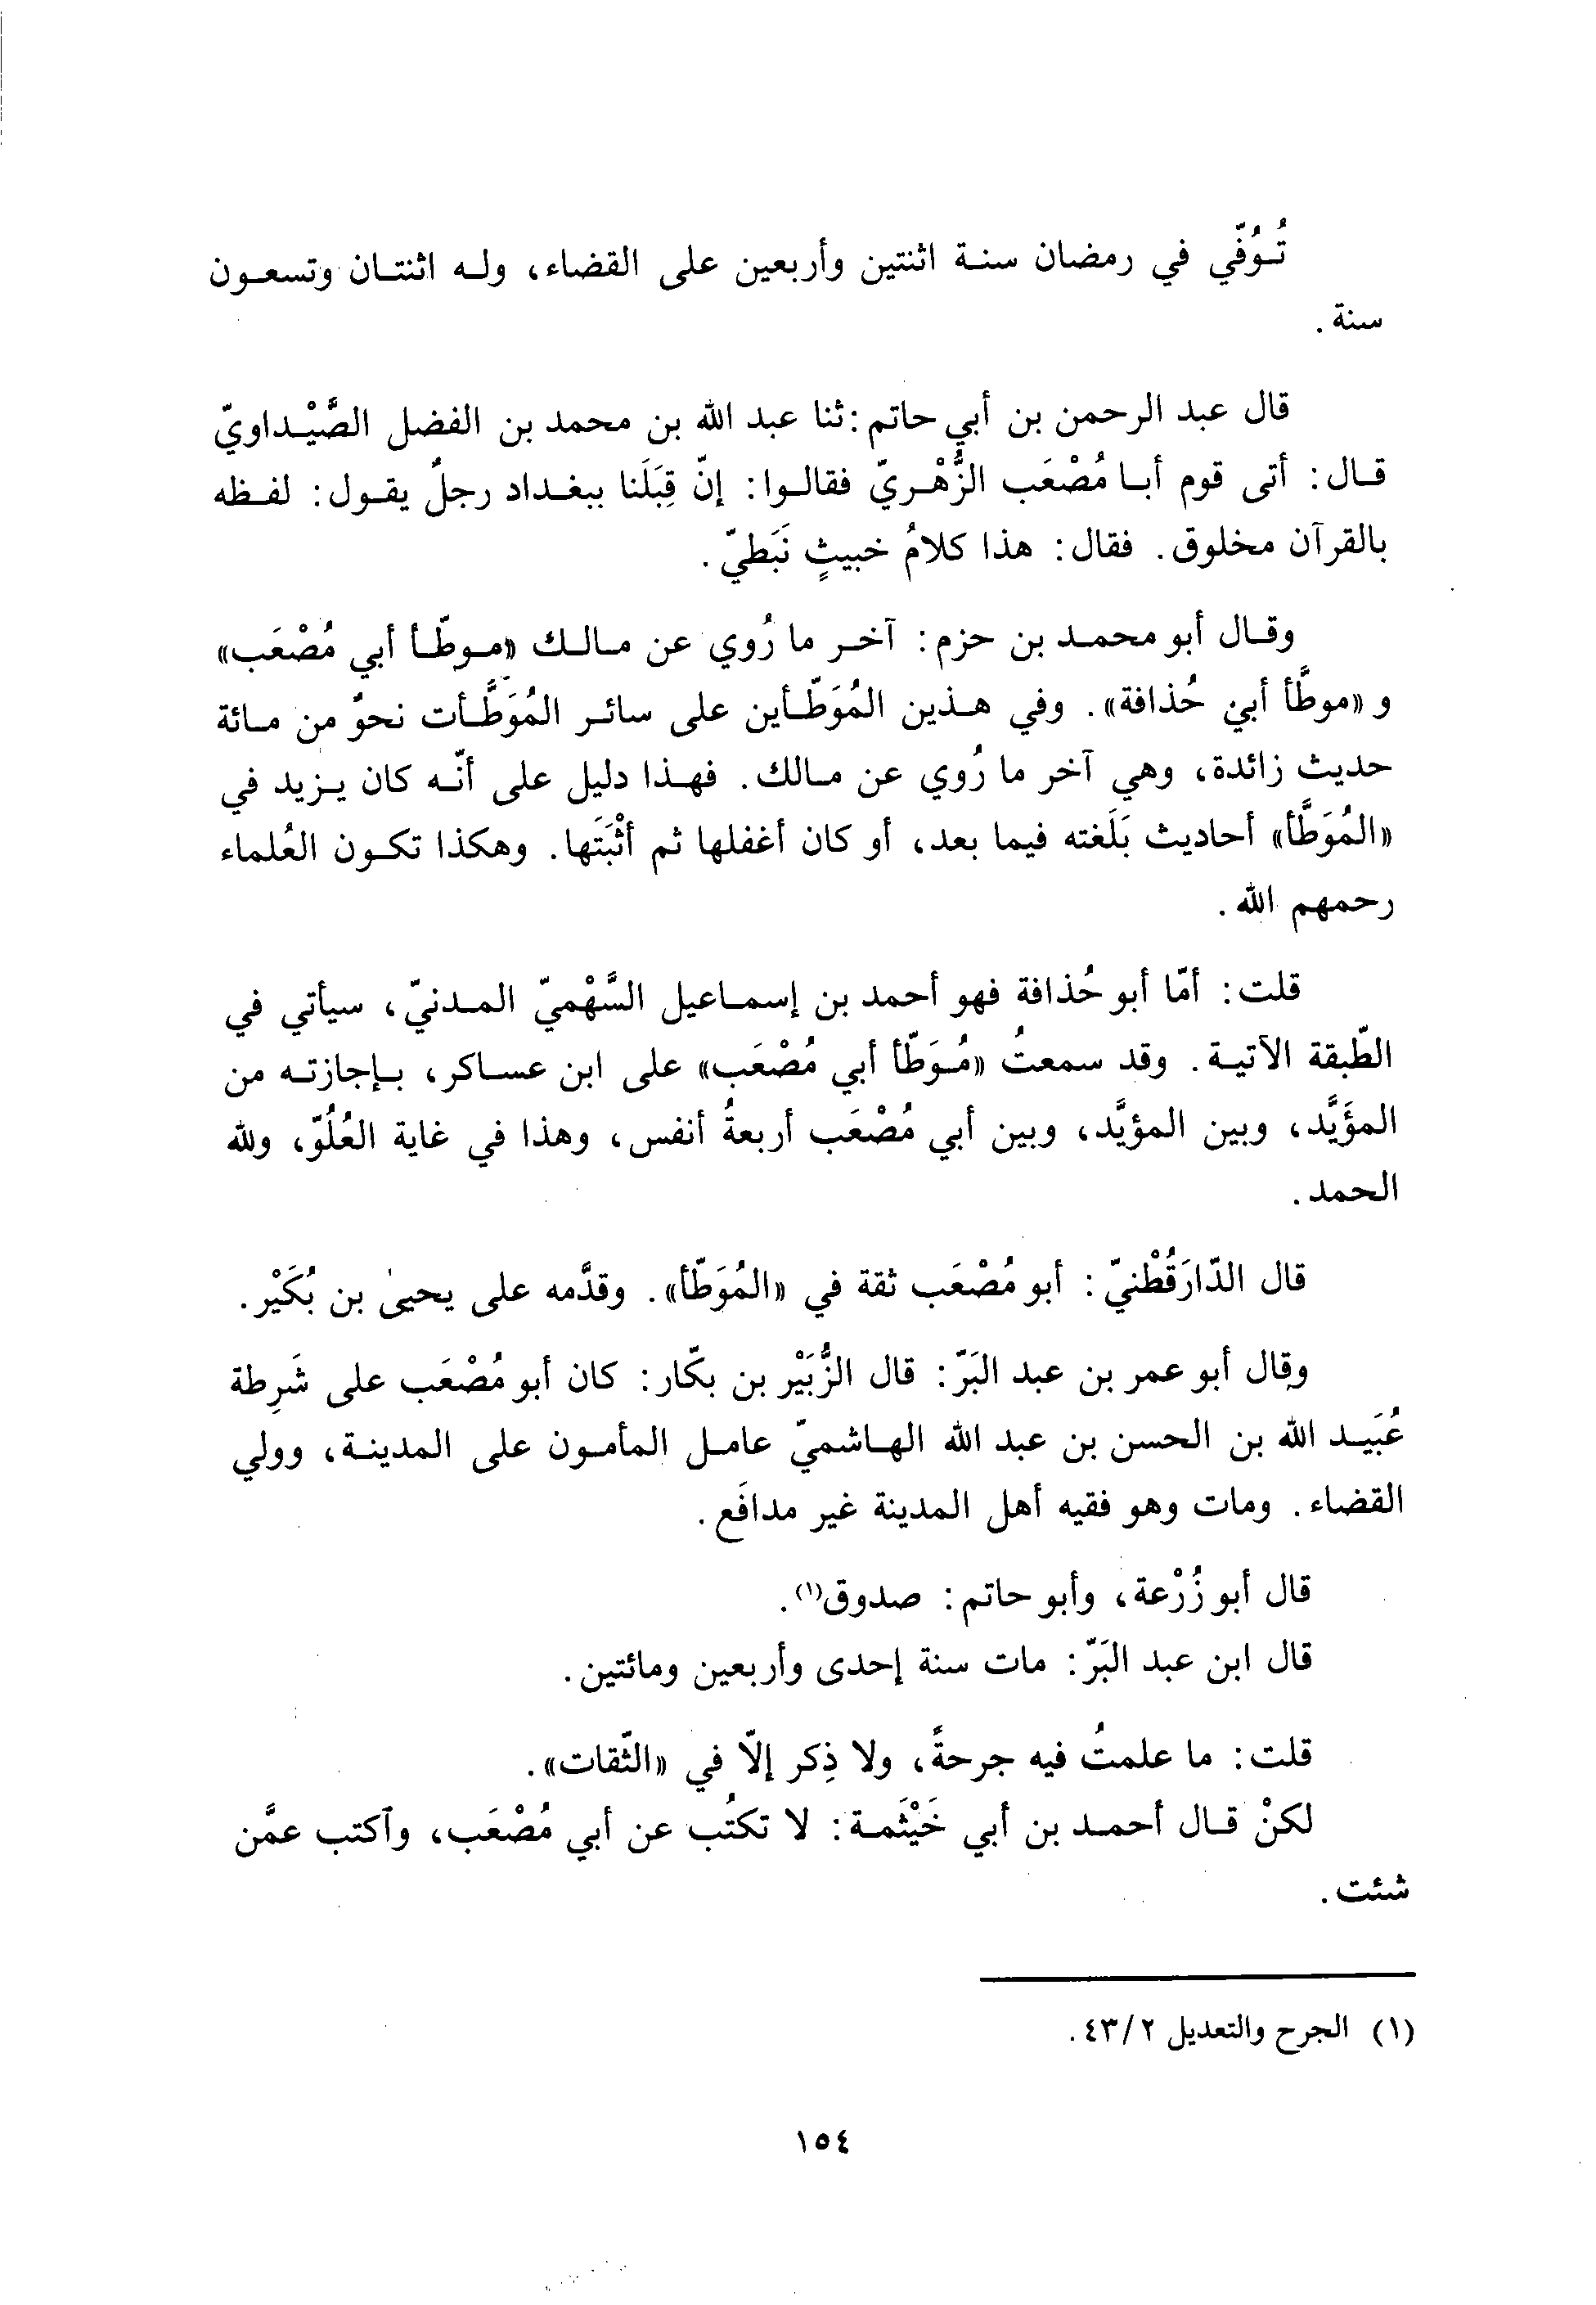 تُوُفّي في رمضان سنة اثنتين وأربعين على القضاء، وله اثنتان وتسعون
سنة.
قال عبد الرحمن بن أبي حاتم: ثنا عبد الله بن محمد بن الفضل الصَّيْداويّ
قال: أتى قوم أبا مُصْعَب الزُّهْريّ فقالوا: إنّ قِبَلَنا ببغداد رجلٌ يقول: لفظه
بالقرآن مخلوق. فقال: هذا كلامُ خبيثٍ نَبَطيّ.
وقال أبو محمد بن حزم: آخر ما رُوي عن مالك «موطّأ أبي مُصْعَب»
و «موطَّأ أبي حُذافة». وفي هذين المُوَطّأين على سائر المُوَطَّآت نحوٌ من مائة
حديث زائدة، وهي آخر ما رُوي عن مالك. فهذا دليل على أنّه كان يزيد في
«المُوَطَّأ» أحاديث بَلَغته فيما بعد، أو كان أغفلها ثم أثْبَتَها. وهكذا تكون العُلماء
رحمهم الله.
قلت: أمّا أبو حُذافة فهو أحمد بن إسماعيل السَّهْميّ المدنيّ، سيأتي في
الطّبقة الآتية. وقد سمعتُ «مُوَطّأ أبي مُصْعَب» على ابن عساكر، بإجازته من
المؤَيَّد، وبين المؤيَّد، وبين أبي مُصْعَب أربعةُ أنفس، وهذا في غاية العُلُوّ، ولله
الحمد.
قال الدّارَقُطْنيّ: أبو مُصْعَب ثقة في «المُوَطّأ». وقدَّمه على يحيىٰ بن بُكَيْر.
وقال أبو عمر بن عبد البَرّ: قال الزُّبَيْر بن بكّار: كان أبو مُصْعَب على شَرِطة
عُبَيد الله بن الحسن بن عبد الله الهاشميّ عامل المأمون على المدينة، وولي
القضاء. ومات وهو فقيه أهل المدينة غير مدافَع.
قال أبو زُرْعة، وأبو حاتم: صدوق(١).
قال ابن عبد البَرّ: مات سنة إحدى وأربعين ومائتين.
قلت: ما علمتُ فيه جرحةً، ولا ذِكر إلّا في «الثّقات».
لكنْ قال أحمد بن أبي خَيْثَمة: لا تكتُب عن أبي مُصْعَب، وٱكتب عمَّن
شئت.
(١) الجرح والتعديل ٤٣/٢.
١٥٤